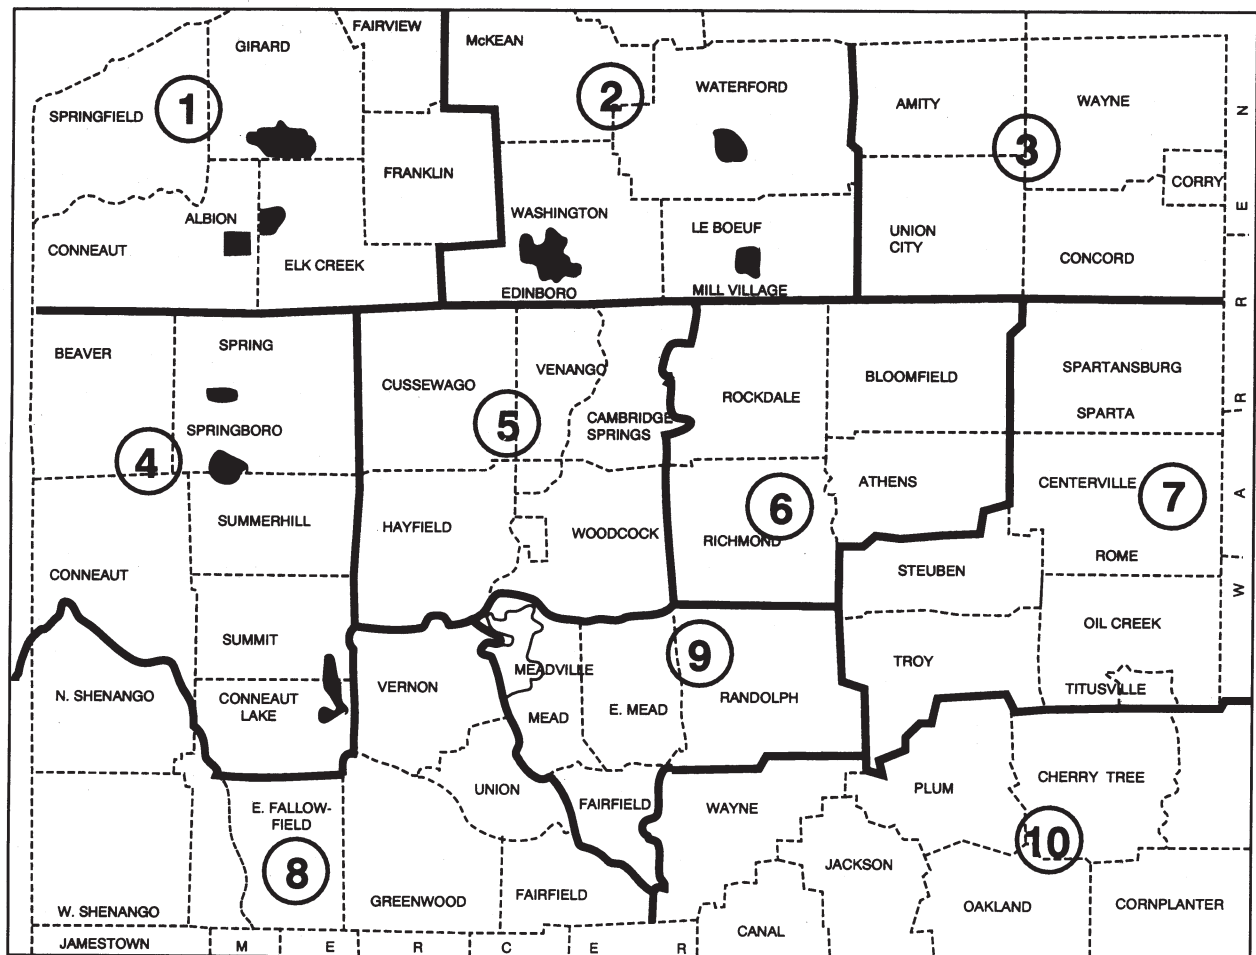 FAIRVIEW
GIRARD
McKEAN
1
2
SPRINGFIELD
WATERFORD
AMITY
WAYNE
3
FRANKLIN
CORRY
ALBION
WASHINGTON
LE BOEUF
UNION
CITY
CONNEAUT
ELK CREEK
CONCORD
EDINBORO
MILL VILLAGE
N
E
R
R
A
W
BEAVER
SPRING
CUSSEWAGO
VENANGO
ROCKDALE
BLOOMFIELD
SPARTANSBURG
SPARTA
CAMBRIDGE
SPRINGS
SPRINGBORO
4
5
6
7
ATHENS
CENTERVILLE
SUMMERHILL
HAYFIELD
WOODCOCK
RICHMOND
CONNEAUT
STEUBEN
ROME
SUMMIT
OIL CREEK
9
TROY
MEADVILLE
N. SHENANGO
CONNEAUT
LAKE
VERNON
MEAD
E. MEAD
RANDOLPH
TITUSVILLE
UNION
PLUM
CHERRY TREE
E. FALLOW-
FIELD
FAIRFIELD
WAYNE
10
8
JACKSON
GREENWOOD
FAIRFIELD
OAKLAND
CORNPLANTER
W. SHENANGO
CANAL
JAMESTOWN
M E R C E R